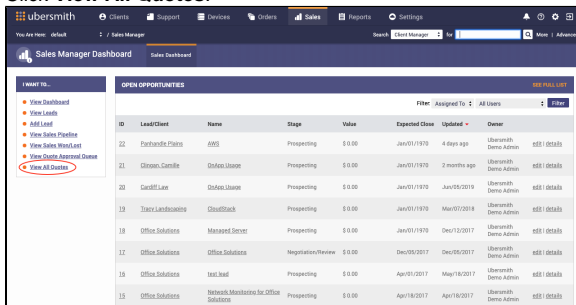 Click View All Quotes.
ubersmith Clients Support Devices Orders Sales Reports Settings
You Are Here: default / Sales Manager Search Client Manager for More | Advance
Sales Manager Dashboard Sales Dashboard
I WANT TO...
View Dashboard
View Leads
Add Lead
View Sales Pipeline
View Sales Won/Lost
View Quote Approval Queue
View All Quotes
OPEN OPPORTUNITIES SEE FULL LIST
Filter: Assigned To All Users Filter
ID Lead/Client Name Stage Value Expected Close Updated Owner
22 Panhandle Plains AWS Prospecting $ 0.00 Jan/01/1970 4 days ago Ubersmith Demo Admin edit | details
21 Clingan, Camille OnApp Usage Prospecting $ 0.00 Jan/01/1970 2 months ago Ubersmith Demo Admin edit | details
20 Cardiff Law OnApp Usage Prospecting $ 0.00 Jan/01/1970 Jun/05/2019 Ubersmith Demo Admin edit | details
19 Tracy Landscaping CloudStack Prospecting $ 0.00 Jan/01/1970 Mar/07/2018 Ubersmith Demo Admin edit | details
18 Office Solutions Managed Server Prospecting $ 0.00 Jan/01/1970 Dec/12/2017 Ubersmith Demo Admin edit | details
17 Office Solutions Office Solutions Negotiation/Review $ 0.00 Dec/05/2017 Dec/05/2017 Ubersmith Demo Admin edit | details
16 Office Solutions test lead Prospecting $ 0.00 Apr/01/2017 May/18/2017 Ubersmith Demo Admin edit | details
15 Office Solutions Network Monitoring for Office Solutions Prospecting $ 0.00 Apr/18/2017 Apr/18/2017 Ubersmith Demo Admin edit | details